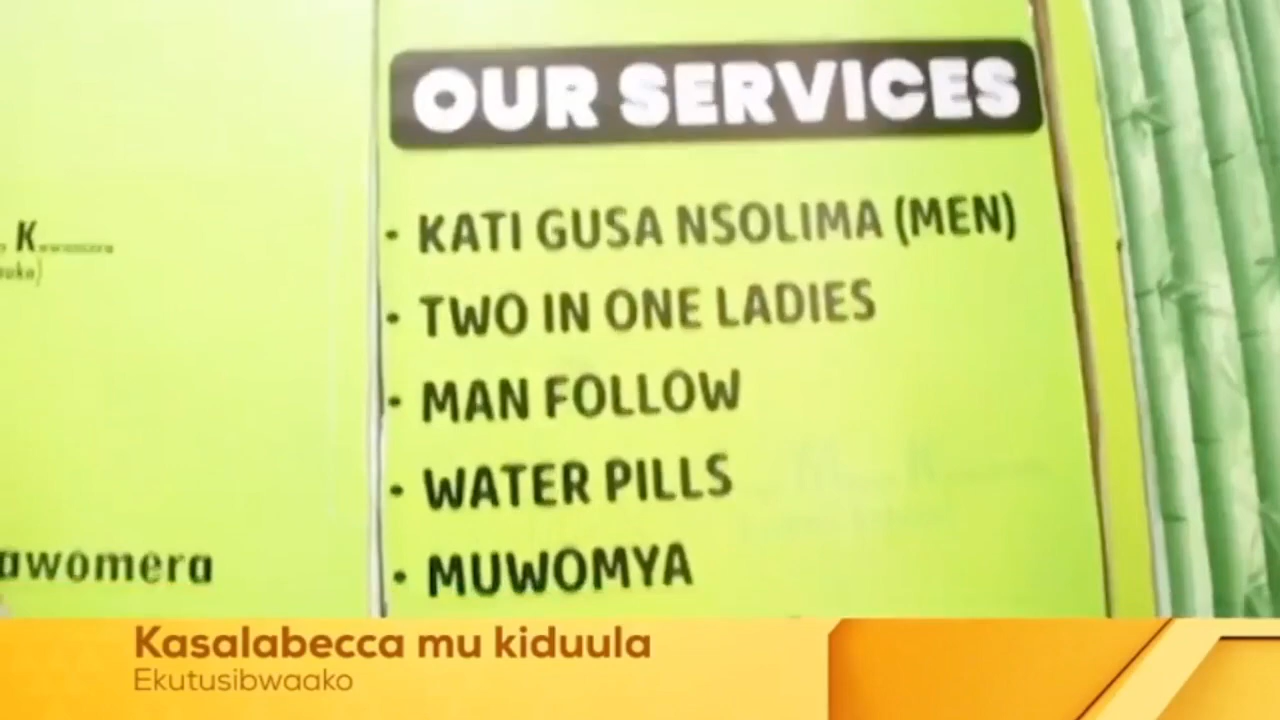 OUR SERVICES
• KATI GUSA NSOLIMA (MEN)
• TWO IN ONE LADIES
• MAN FOLLOW
• WATER PILLS
• MUWOMYA
awomera
Kasalabecca mu kiduula
Ekutusibwaako